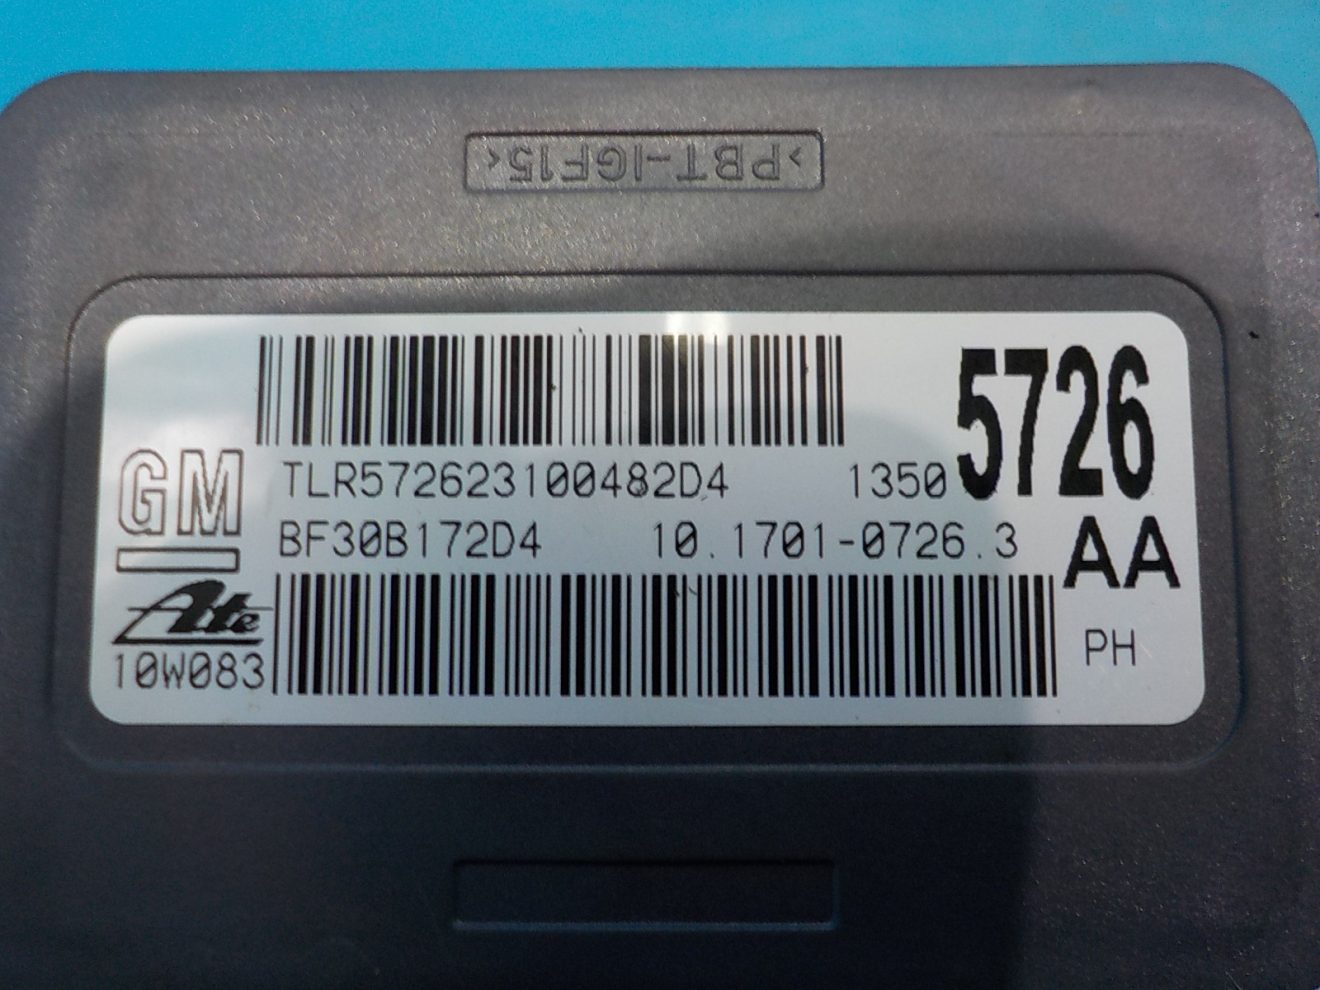 >PBT-IGF15<
5726
GM TLR572623100482D4 1350
BF30B172D4 10.1701-0726.3 AA
Ate
10W083 PH